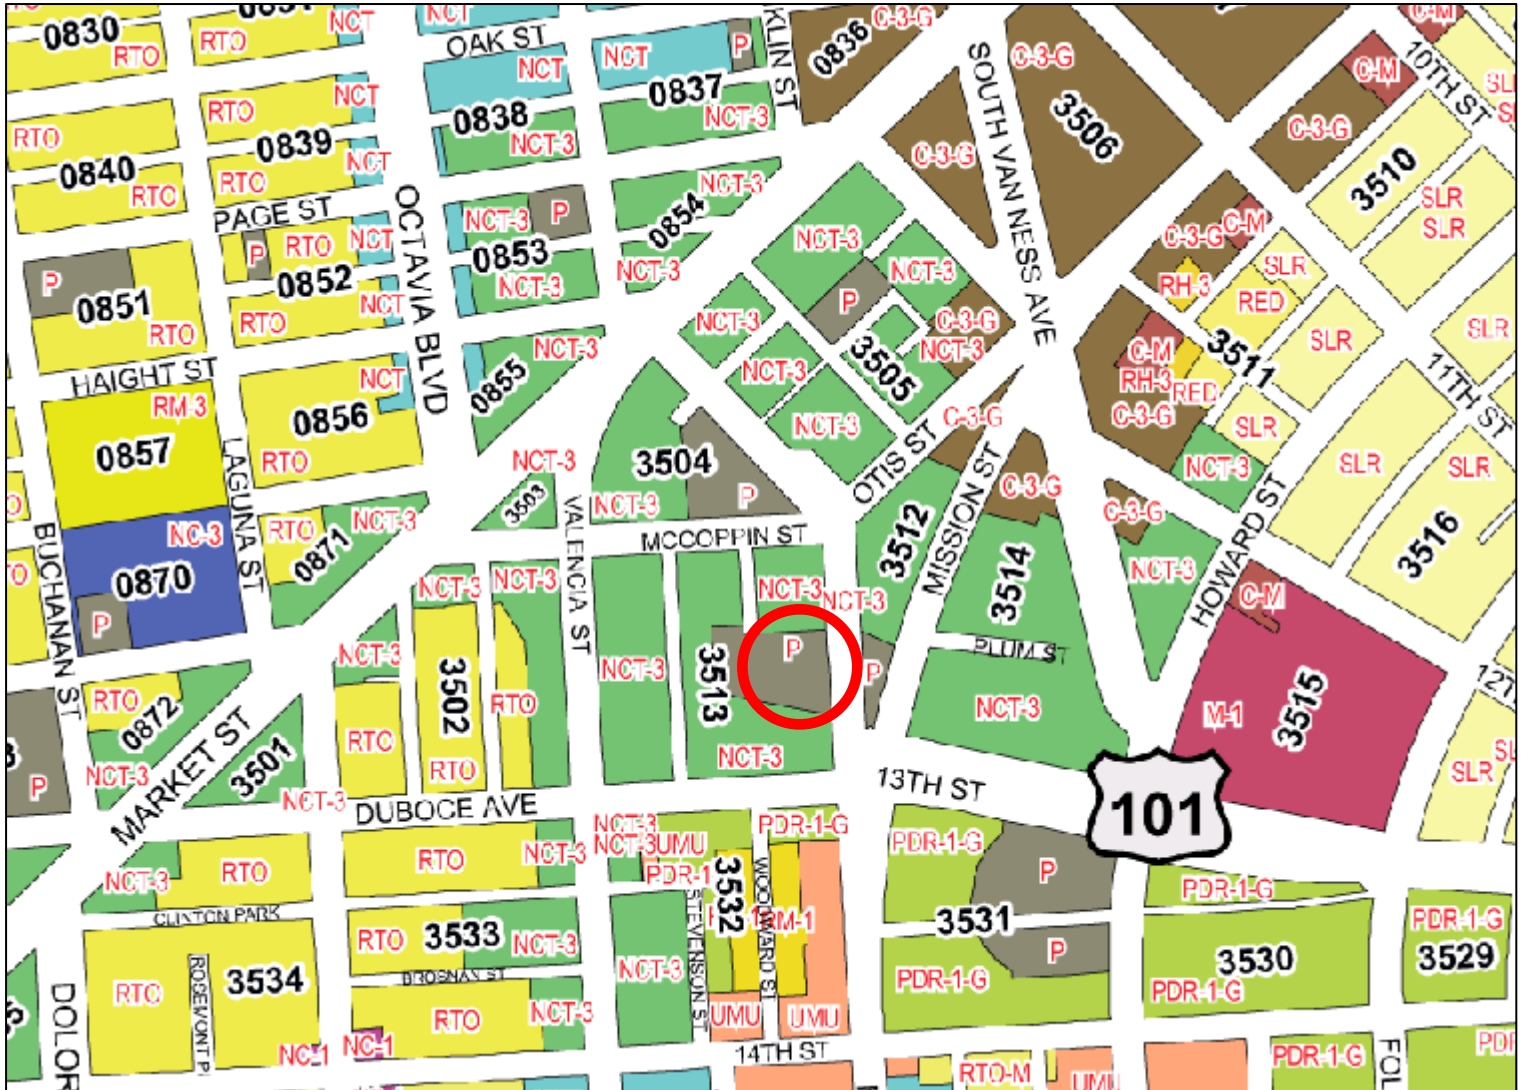 0830
RTO
RTO
NCT
NCT
OAK ST
NCT
NCT
P
KLIN ST
0836
C-3-G
C-3-G
SOUTH VAN NESS AVE
C-M
10TH ST
C-M
C-3-G
RTO
0840
RTO
RTO
0839
RTO
NCT
NCT
0838
NCT-3
0837
NCT-3
C-3-G
3506
3510
SLR
SLR
PAGE ST
OCTAVIA BLVD
NCT-3
P
0853
NCT-3
NCT-3
0854
NCT-3
NCT-3
NCT-3
P
C-3-G
C-M
P
0851
RTO
P
RTO
NCT
0852
RTO
NCT
RH-3
SLR
RED
3511
SLR
SLR
HAIGHT ST
RM-3
0857
NCT
0856
RTO
0855
NCT-3
NCT-3
NCT-3
3505
C-3-G
NCT-3
NCT-3
C-M
RH-3
RED
C-3-G
SLR
11TH ST
LAGUNA ST
NCT-3
3504
P
NCT-3
OTIS ST
C-3-G
MISSION ST
C-3-G
NCT-3
SLR
SLR
BUCHANAN ST
NC-3
0870
P
RTO
NCT-3
0871
3503
VALENCIA ST
MCCOPPIN ST
3512
3514
C-3-G
NCT-3
HOWARD ST
3516
NCT-3
NCT-3
NCT-3
NCT-3
C-M
NCT-3
3502
RTO
NCT-3
3513
P
P
PLUM ST
NCT-3
M-1
3515
RTO
0872
NCT-3
MARKET ST
3501
RTO
RTO
NCT-3
NCT-3
13TH ST
101
SLR
P
DUBOCE AVE
NCT-3
NCT-3
UMU
PDR-1
PDR-1-G
PDR-1-G
P
PDR-1-G
NCT-3
RTO
RTO
NCT-3
CLINTON PARK
3532
STEVENSON ST
WOODWARD ST
RM-1
3531
P
PDR-1-G
PDR-1-G
3529
RTO
3533
NCT-3
BROSNAN ST
NCT-3
3530
PDR-1-G
DOLOR
RTO
ROSEMONT
3534
RTO
NCT-3
UMU
UMU
NC-1
NC-1
14TH ST
RTO-M
UMU
PDR-1-G
FOL